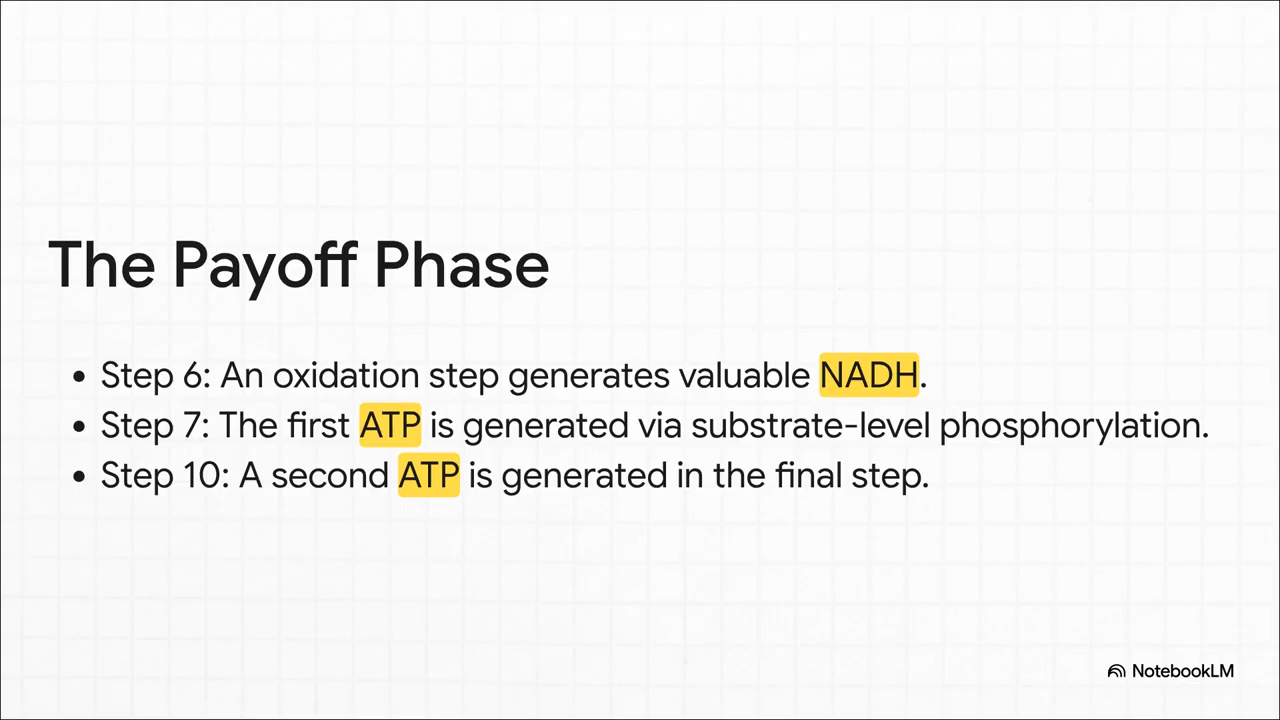 The Payoff Phase
• Step 6: An oxidation step generates valuable NADH.
• Step 7: The first ATP is generated via substrate-level phosphorylation.
• Step 10: A second ATP is generated in the final step.
NotebookLM